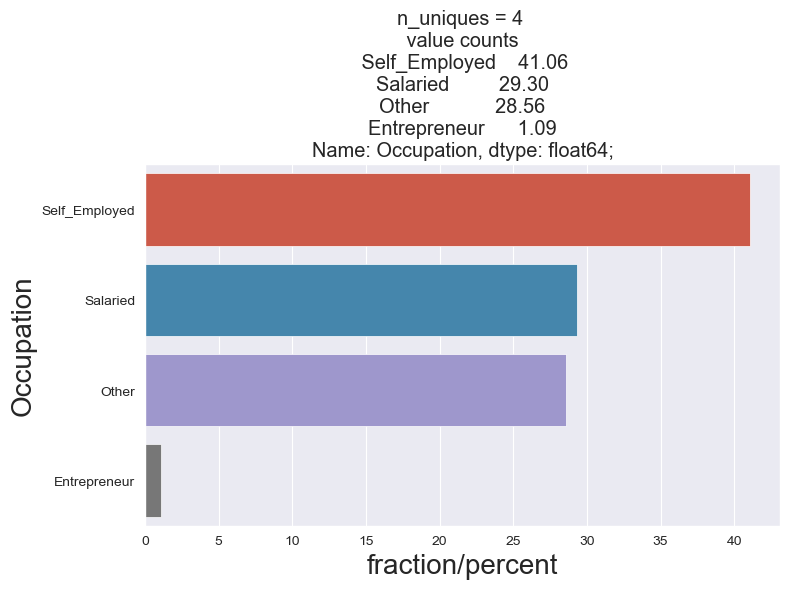 n_uniques = 4
value counts
Self_Employed    41.06
Salaried         29.30
Other            28.56
Entrepreneur      1.09
Name: Occupation, dtype: float64;
Occupation
Self_Employed
Salaried
Other
Entrepreneur
0 5 10 15 20 25 30 35 40
fraction/percent